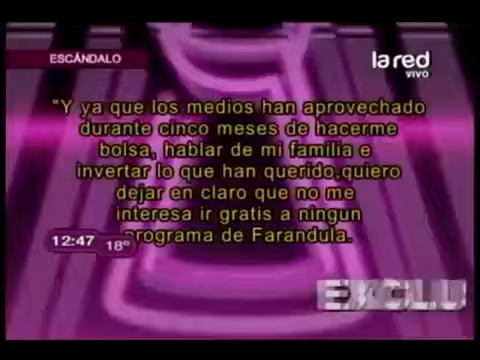 ESCÁNDALO
la red
vivo
"Y ya que los medios han aprovechado
durante cinco meses de hacerme
bolsa, hablar de mi familia e
invertar lo que han querido,quiero
dejar en claro que no me
interesa ir gratis a ningun
programa de Farandula.
12:47 18º
EXCLU